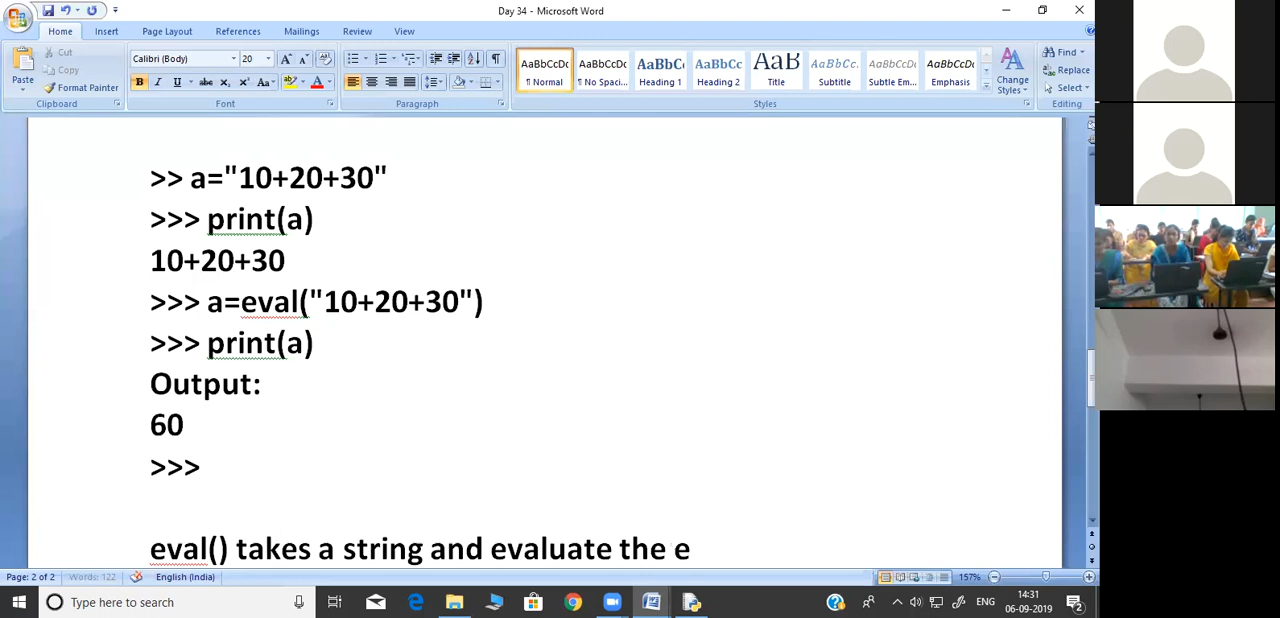 Day 34 - Microsoft Word
Home Insert Page Layout References Mailings Review View
Paste
Cut
Copy
Format Painter
Clipboard
Calibri (Body) 20
Font
Paragraph
AaBbCcDc AaBbCcDc AaBbCc AaBbCc AaB AaBbCc. AaBbCcDc AaBbCcDc
¶ Normal ¶ No Spaci... Heading 1 Heading 2 Title Subtitle Subtle Em... Emphasis
Styles
Change Styles
Find
Replace
Select
Editing
>> a="10+20+30"
>>> print(a)
10+20+30
>>> a=eval("10+20+30")
>>> print(a)
Output:
60
>>>
eval() takes a string and evaluate the e
Page: 2 of 2 Words: 122 English (India) 157%
Type here to search
ENG
14:31
06-09-2019
2